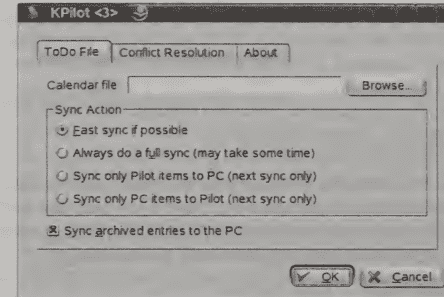 KPilot <3>
ToDo File Conflict Resolution About
Calendar file Browse...
Sync Action
Fast sync if possible
Always do a full sync (may take some time)
Sync only Pilot items to PC (next sync only)
Sync only PC items to Pilot (next sync only)
Sync archived entries to the PC
OK Cancel